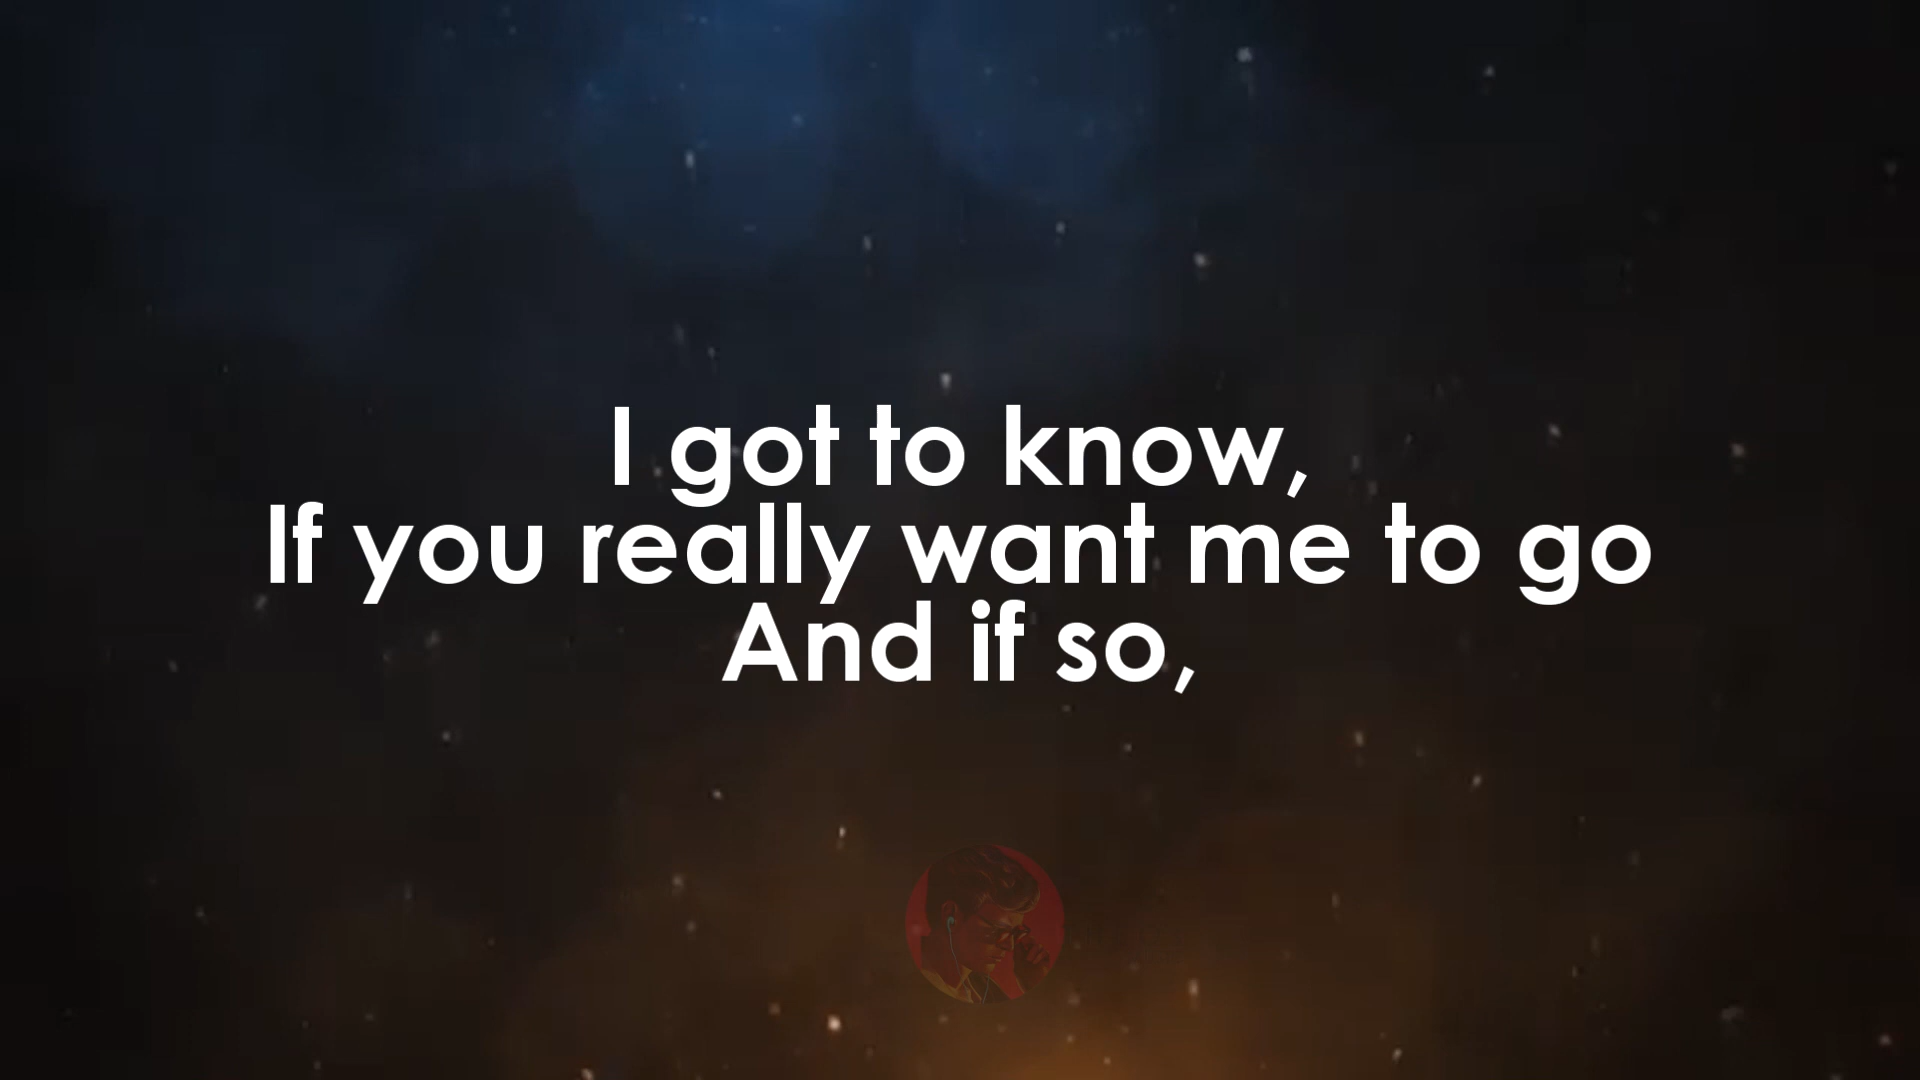 I got to know,
If you really want me to go
And if so,